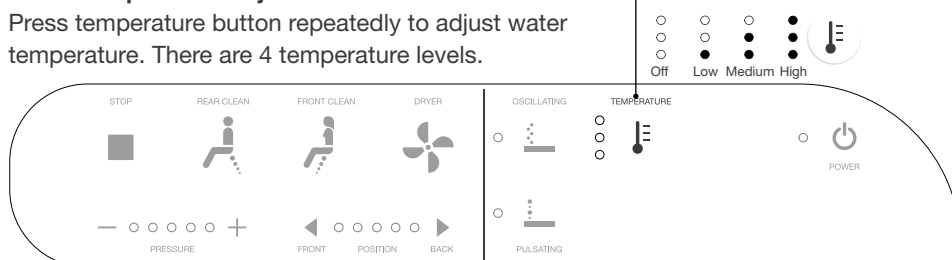 Press temperature button repeatedly to adjust water
temperature. There are 4 temperature levels.
Off Low Medium High
STOP REAR CLEAN FRONT CLEAN DRYER OSCILLATING TEMPERATURE
POWER
PRESSURE FRONT POSITION BACK PULSATING